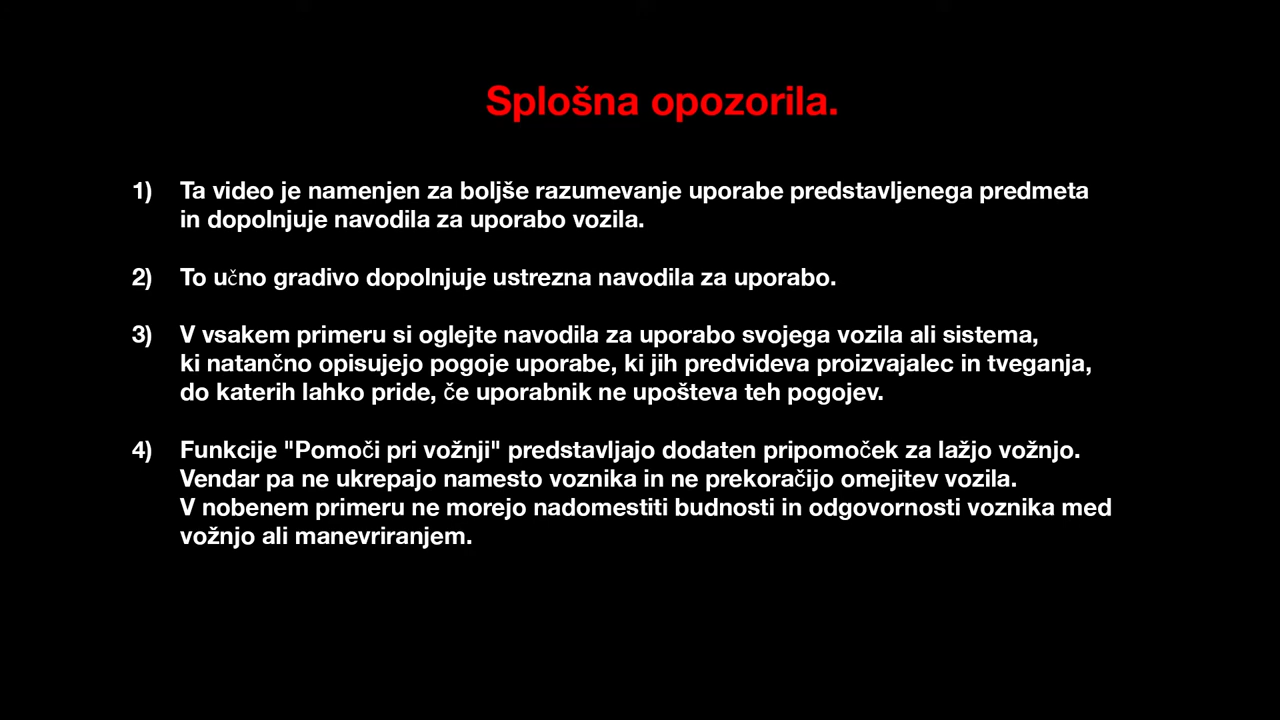 Splošna opozorila.
1) Ta video je namenjen za boljše razumevanje uporabe predstavljenega predmeta
in dopolnjuje navodila za uporabo vozila.
2) To učno gradivo dopolnjuje ustrezna navodila za uporabo.
3) V vsakem primeru si oglejte navodila za uporabo svojega vozila ali sistema,
ki natančno opisujejo pogoje uporabe, ki jih predvideva proizvajalec in tveganja,
do katerih lahko pride, če uporabnik ne upošteva teh pogojev.
4) Funkcije "Pomoči pri vožnji" predstavljajo dodaten pripomoček za lažjo vožnjo.
Vendar pa ne ukrepajo namesto voznika in ne prekoračijo omejitev vozila.
V nobenem primeru ne morejo nadomestiti budnosti in odgovornosti voznika med
vožnjo ali manevriranjem.